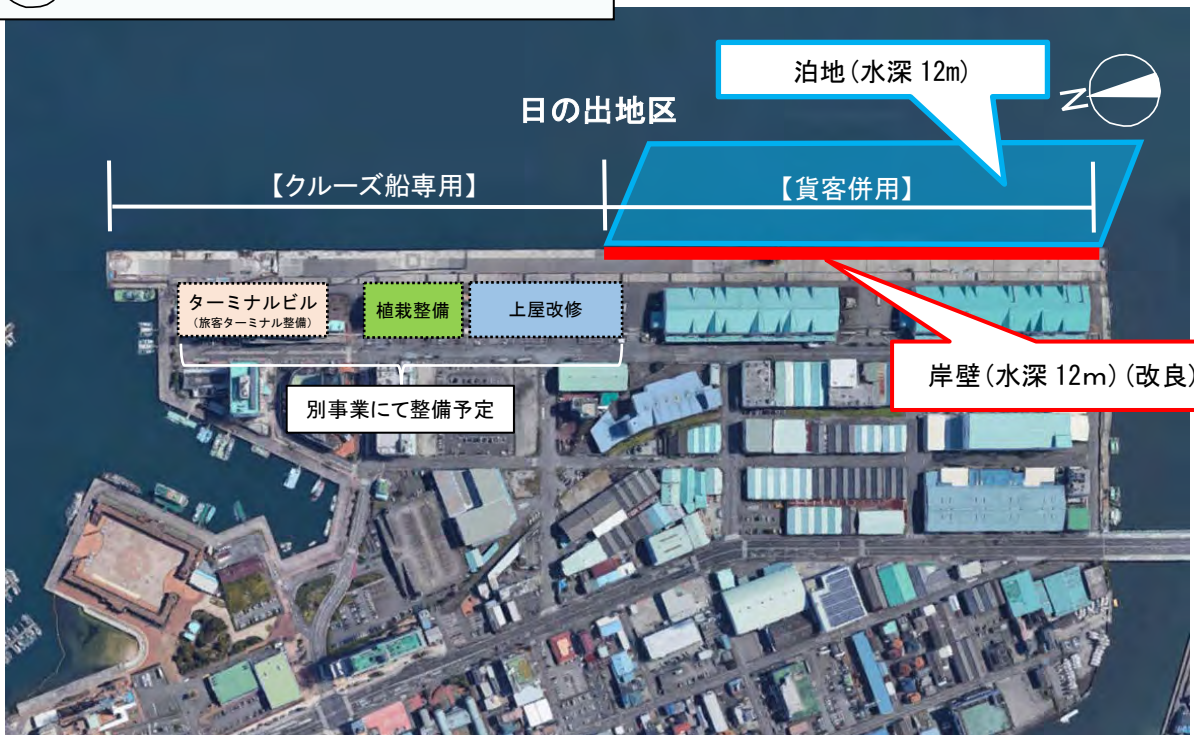 泊地(水深 12m)
N
日の出地区
【クルーズ船専用】
【貨客併用】
ターミナルビル
(旅客ターミナル整備)
植栽整備
上屋改修
岸壁(水深 12m)(改良)
別事業にて整備予定